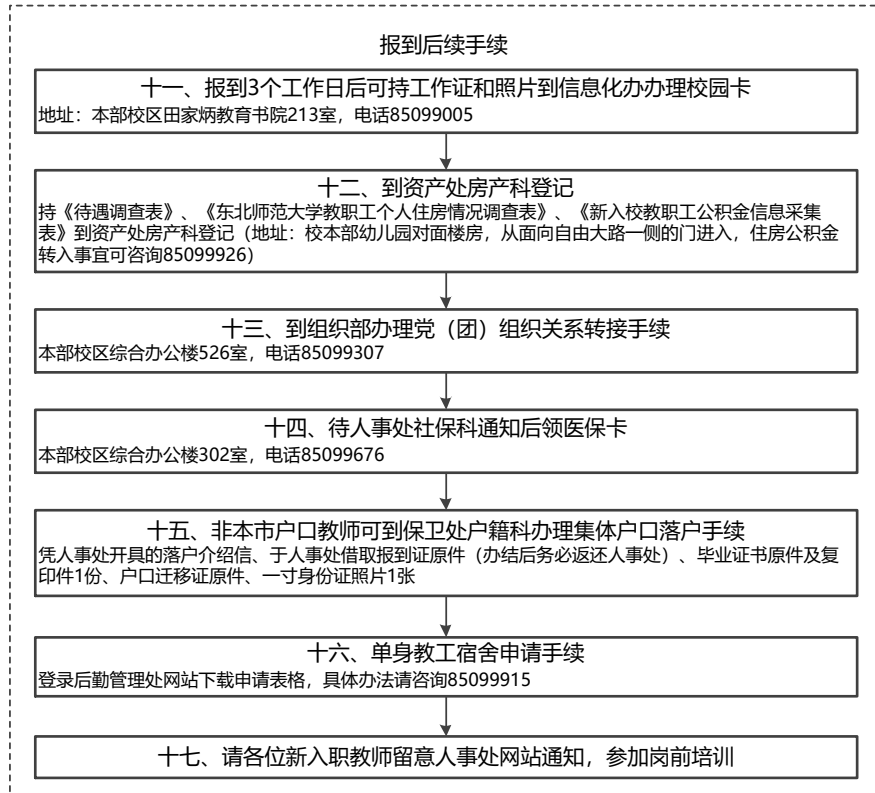 报到后续手续
十一、报到3个工作日后可持工作证和照片到信息化办办理校园卡
地址：本部校区田家炳教育书院213室，电话85099005
十二、到资产处房产科登记
持《待遇调查表》、《东北师范大学教职工个人住房情况调查表》、《新入校教职工公积金信息采集
表》到资产处房产科登记（地址：校本部幼儿园对面楼房，从面向自由大路一侧的门进入，住房公积金
转入事宜可咨询85099926）
十三、到组织部办理党（团）组织关系转接手续
本部校区综合办公楼526室，电话85099307
十四、待人事处社保科通知后领医保卡
本部校区综合办公楼302室，电话85099676
十五、非本市户口教师可到保卫处户籍科办理集体户口落户手续
凭人事处开具的落户介绍信、于人事处借取报到证原件（办结后务必返还人事处）、毕业证书原件及复
印件1份、户口迁移证原件、一寸身份证照片1张
十六、单身教工宿舍申请手续
登录后勤管理处网站下载申请表格，具体办法请咨询85099915
十七、请各位新入职教师留意人事处网站通知，参加岗前培训